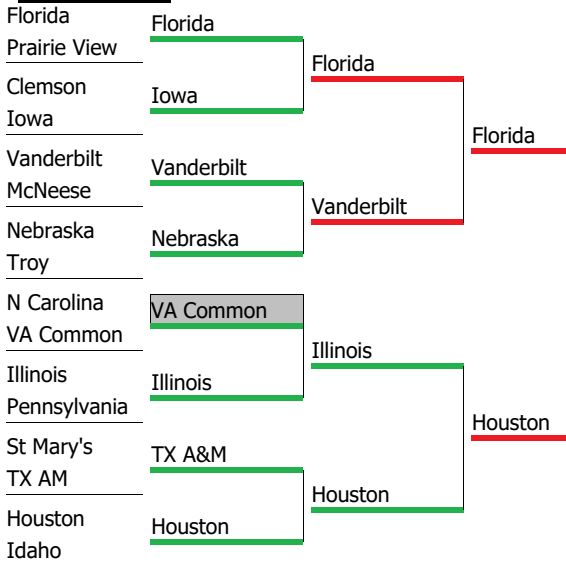 Florida
Prairie View
Clemson
Iowa
Vanderbilt
McNeese
Nebraska
Troy
N Carolina
VA Common
Illinois
Pennsylvania
St Mary's
TX AM
Houston
Idaho
Florida
Iowa
Vanderbilt
Nebraska
VA Common
Illinois
TX A&M
Houston
Florida
Vanderbilt
Illinois
Houston
Florida
Houston